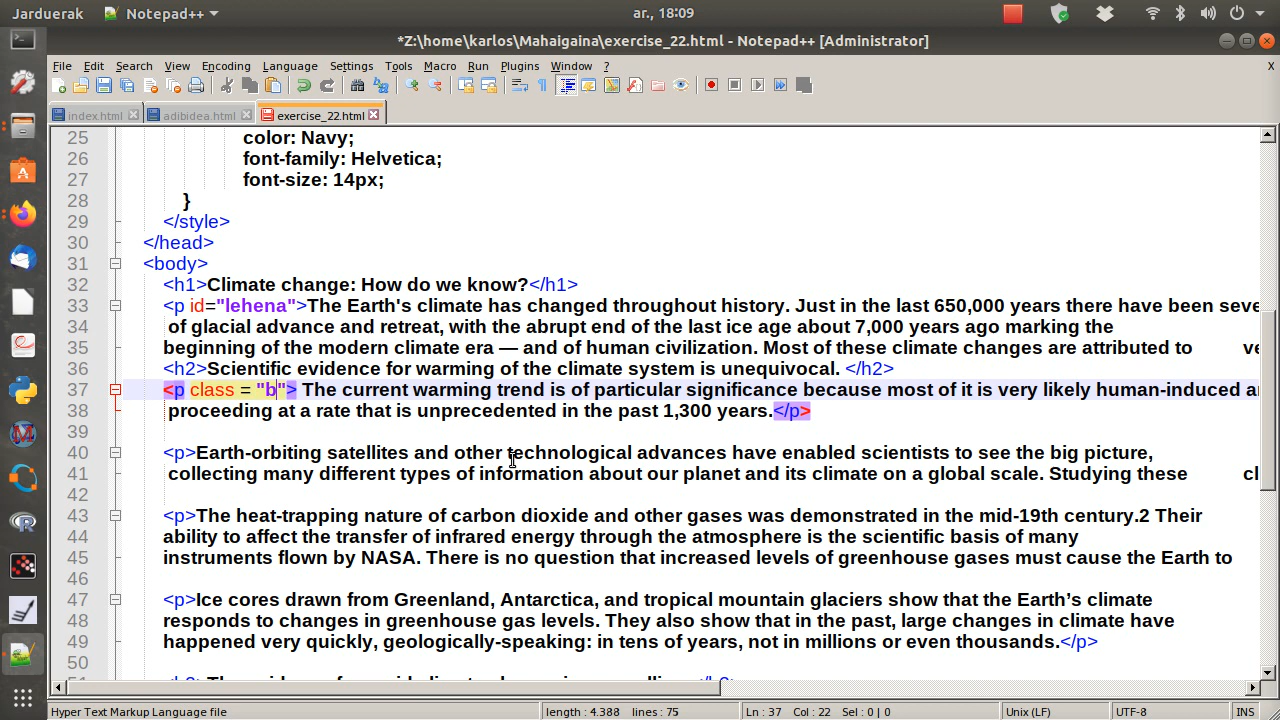 Jarduerak
Notepad++
ar., 18:09
*Z:\home\karlos\Mahaigaina\exercise_22.html - Notepad++ [Administrator]
File Edit Search View Encoding Language Settings Tools Macro Run Plugins Window ? X
index.html adibidea.html exercise_22.html
25 color: Navy;
26 font-family: Helvetica;
27 font-size: 14px;
28 }
29 </style>
30 </head>
31 <body>
32 <h1>Climate change: How do we know?</h1>
33 <p id="lehena">The Earth's climate has changed throughout history. Just in the last 650,000 years there have been seve
34 of glacial advance and retreat, with the abrupt end of the last ice age about 7,000 years ago marking the
35 beginning of the modern climate era — and of human civilization. Most of these climate changes are attributed to ve
36 <h2>Scientific evidence for warming of the climate system is unequivocal. </h2>
37 <p class = "b"> The current warming trend is of particular significance because most of it is very likely human-induced a
38 proceeding at a rate that is unprecedented in the past 1,300 years.</p>
39
40 <p>Earth-orbiting satellites and other technological advances have enabled scientists to see the big picture,
41 collecting many different types of information about our planet and its climate on a global scale. Studying these cl
42
43 <p>The heat-trapping nature of carbon dioxide and other gases was demonstrated in the mid-19th century.2 Their
44 ability to affect the transfer of infrared energy through the atmosphere is the scientific basis of many
45 instruments flown by NASA. There is no question that increased levels of greenhouse gases must cause the Earth to
46
47 <p>Ice cores drawn from Greenland, Antarctica, and tropical mountain glaciers show that the Earth’s climate
48 responds to changes in greenhouse gas levels. They also show that in the past, large changes in climate have
49 happened very quickly, geologically-speaking: in tens of years, not in millions or even thousands.</p>
50
Hyper Text Markup Language file length : 4.388 lines : 75 Ln : 37 Col : 22 Sel : 0 | 0 Unix (LF) UTF-8 INS